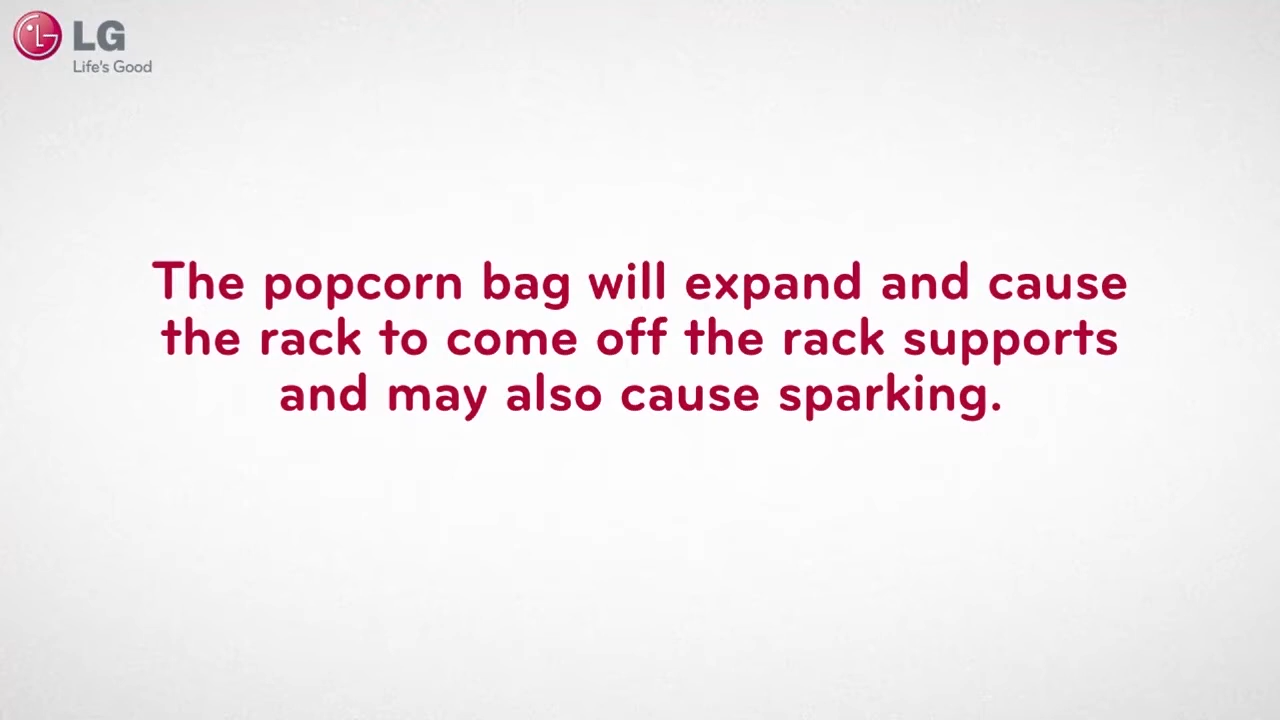 LG
Life's Good
The popcorn bag will expand and cause
the rack to come off the rack supports
and may also cause sparking.